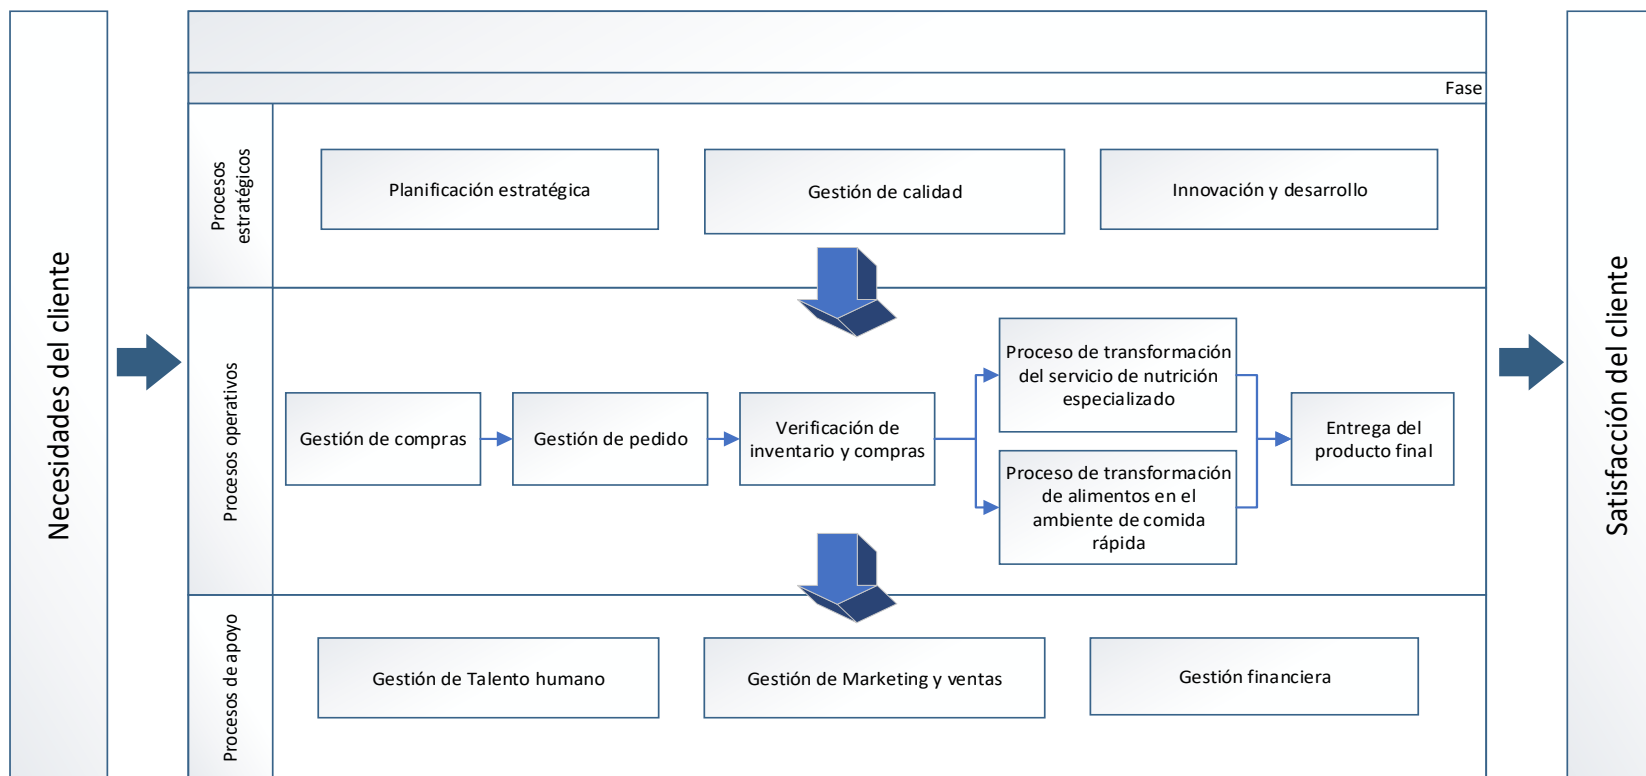 Necesidades del cliente
Fase
Procesos
estratégicos
Planificación estratégica
Gestión de calidad
Innovación y desarrollo
Procesos operativos
Gestión de compras
Gestión de pedido
Verificación de
inventario y compras
Proceso de transformación
del servicio de nutrición
especializado
Proceso de transformación
de alimentos en el
ambiente de comida
rápida
Entrega del
producto final
Procesos de apoyo
Gestión de Talento humano
Gestión de Marketing y ventas
Gestión financiera
Satisfacción del cliente